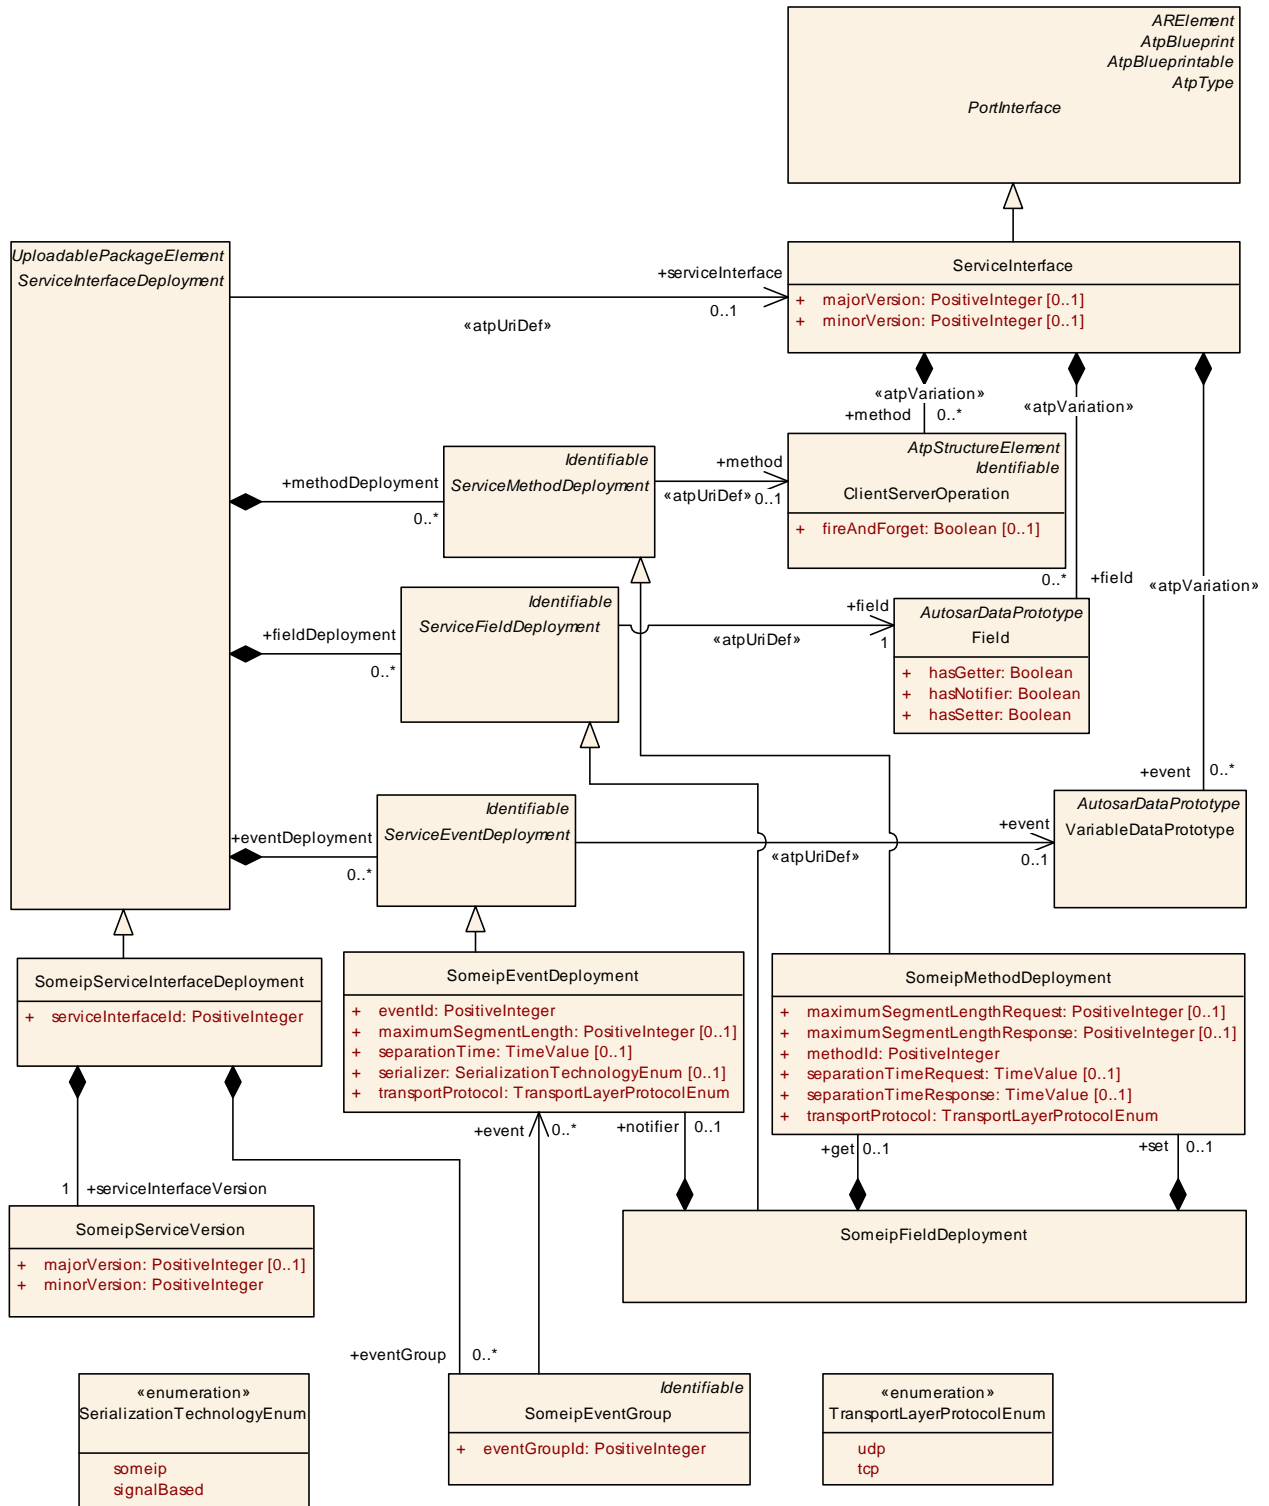 ARElement
AtpBlueprint
AtpBlueprintable
AtpType
PortInterface
UploadablePackageElement
ServiceInterfaceDeployment
+serviceInterface
0..1
«atpUriDef»
ServiceInterface
+ majorVersion: PositiveInteger [0..1]
+ minorVersion: PositiveInteger [0..1]
«atpVariation»
+method 0..*
«atpVariation»
+methodDeployment
0..*
Identifiable
ServiceMethodDeployment
+method
«atpUriDef» 0..1
AtpStructureElement
Identifiable
ClientServerOperation
+ fireAndForget: Boolean [0..1]
0..* +field
«atpVariation»
+fieldDeployment
0..*
Identifiable
ServiceFieldDeployment
+field
1
«atpUriDef»
AutosarDataPrototype
Field
+ hasGetter: Boolean
+ hasNotifier: Boolean
+ hasSetter: Boolean
+event 0..*
+eventDeployment
0..*
Identifiable
ServiceEventDeployment
+event
0..1
«atpUriDef»
AutosarDataPrototype
VariableDataPrototype
SomeipServiceInterfaceDeployment
+ serviceInterfaceId: PositiveInteger
SomeipEventDeployment
+ eventId: PositiveInteger
+ maximumSegmentLength: PositiveInteger [0..1]
+ separationTime: TimeValue [0..1]
+ serializer: SerializationTechnologyEnum [0..1]
+ transportProtocol: TransportLayerProtocolEnum
SomeipMethodDeployment
+ maximumSegmentLengthRequest: PositiveInteger [0..1]
+ maximumSegmentLengthResponse: PositiveInteger [0..1]
+ methodId: PositiveInteger
+ separationTimeRequest: TimeValue [0..1]
+ separationTimeResponse: TimeValue [0..1]
+ transportProtocol: TransportLayerProtocolEnum
+event 0..*
+notifier 0..1
+get 0..1
+set 0..1
1 +serviceInterfaceVersion
SomeipServiceVersion
+ majorVersion: PositiveInteger [0..1]
+ minorVersion: PositiveInteger
SomeipFieldDeployment
+eventGroup 0..*
«enumeration»
SerializationTechnologyEnum
someip
signalBased
Identifiable
SomeipEventGroup
+ eventGroupId: PositiveInteger
«enumeration»
TransportLayerProtocolEnum
udp
tcp